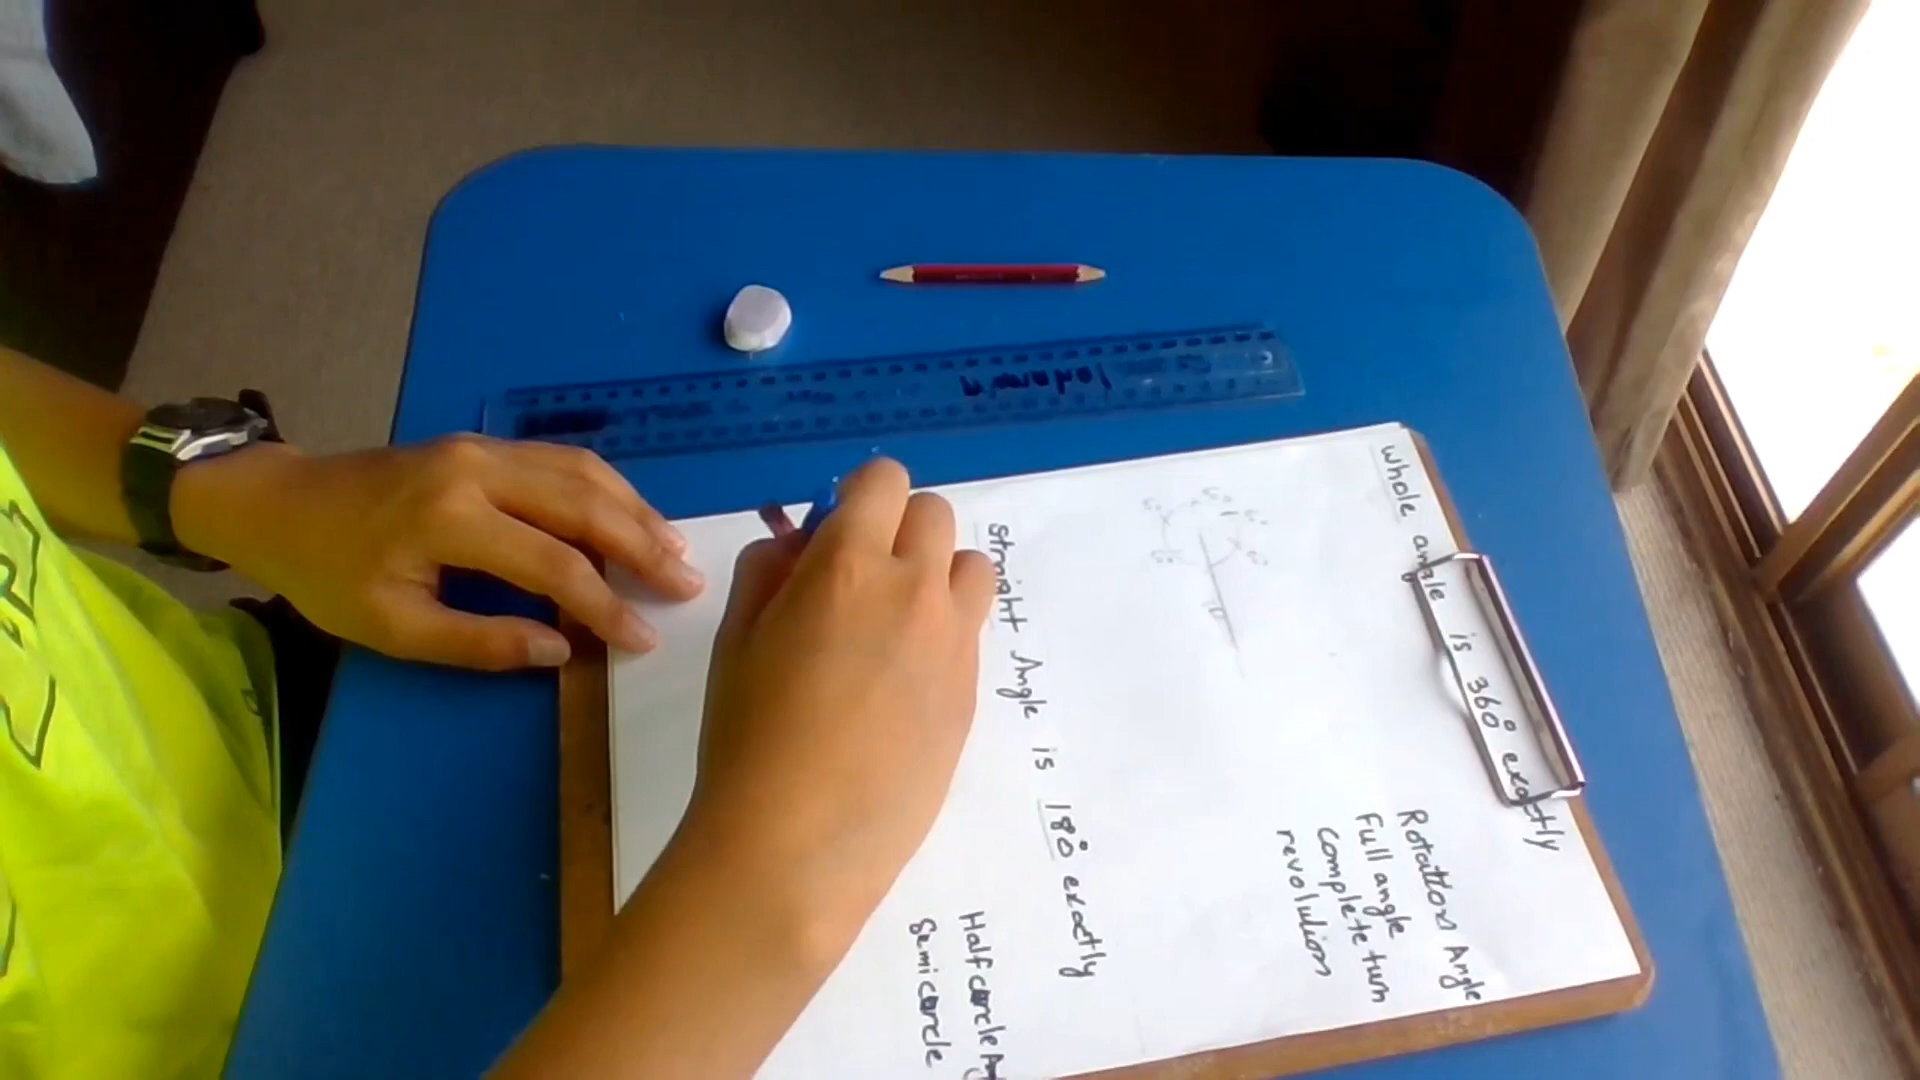 whole angle is 360° exactly
Rotation Angle
Full angle
complete turn
revolution
straight Angle is 180° exactly
Half circle
Semi circle